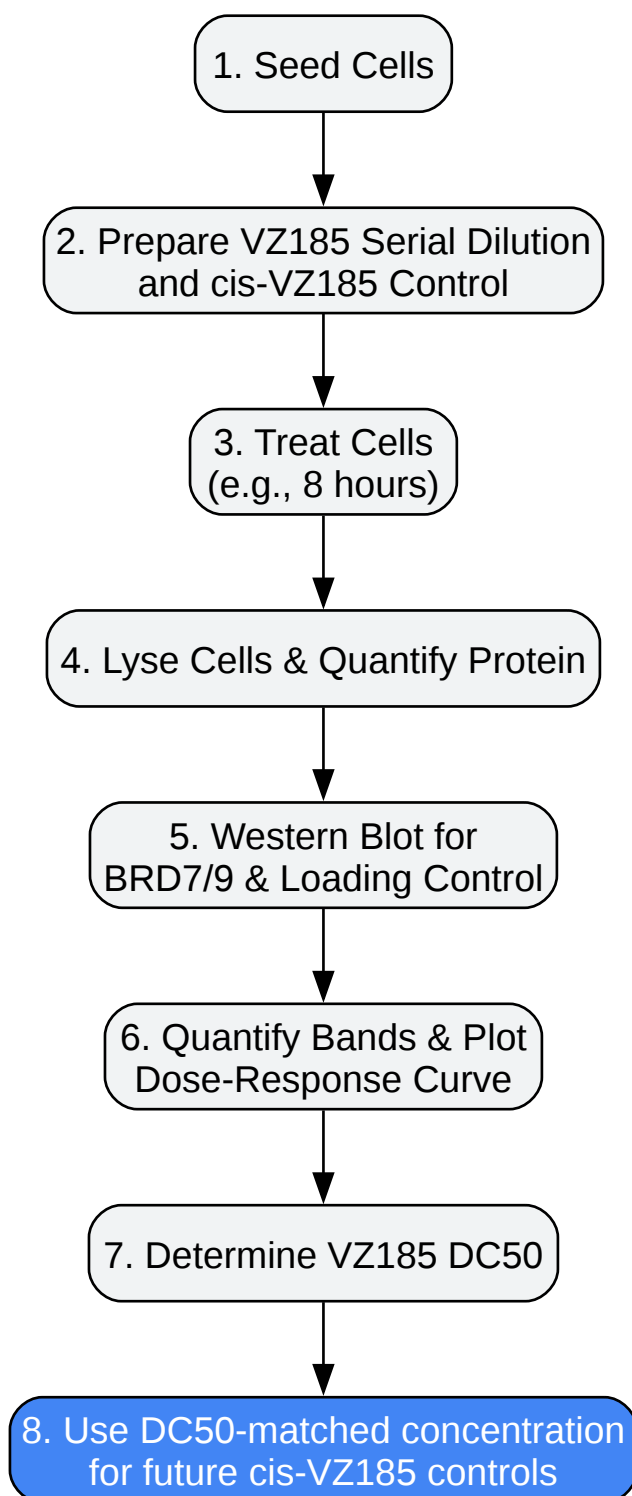 1. Seed Cells
2. Prepare VZ185 Serial Dilution
and cis-VZ185 Control
3. Treat Cells
(e.g., 8 hours)
4. Lyse Cells & Quantify Protein
5. Western Blot for
BRD7/9 & Loading Control
6. Quantify Bands & Plot
Dose-Response Curve
7. Determine VZ185 DC50
8. Use DC50-matched concentration
for future cis-VZ185 controls